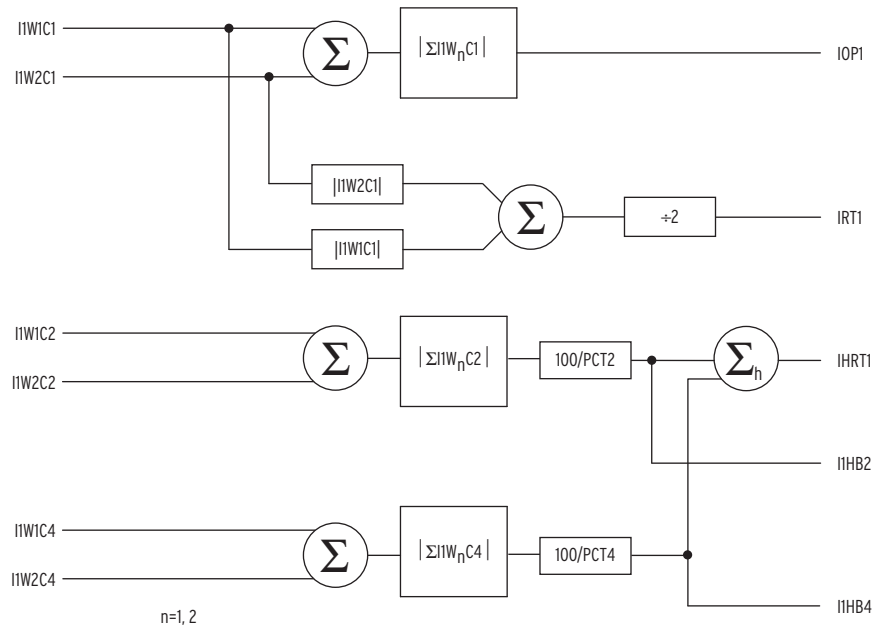 I1W1C1
Σ
|ΣI1WnC1|
IOP1
I1W2C1
|I1W2C1|
Σ
÷2
IRT1
|I1W1C1|
I1W1C2
Σ
|ΣI1WnC2|
100/PCT2
Σh
IHRT1
I1W2C2
I1HB2
I1W1C4
Σ
|ΣI1WnC4|
100/PCT4
I1W2C4
I1HB4
n=1, 2